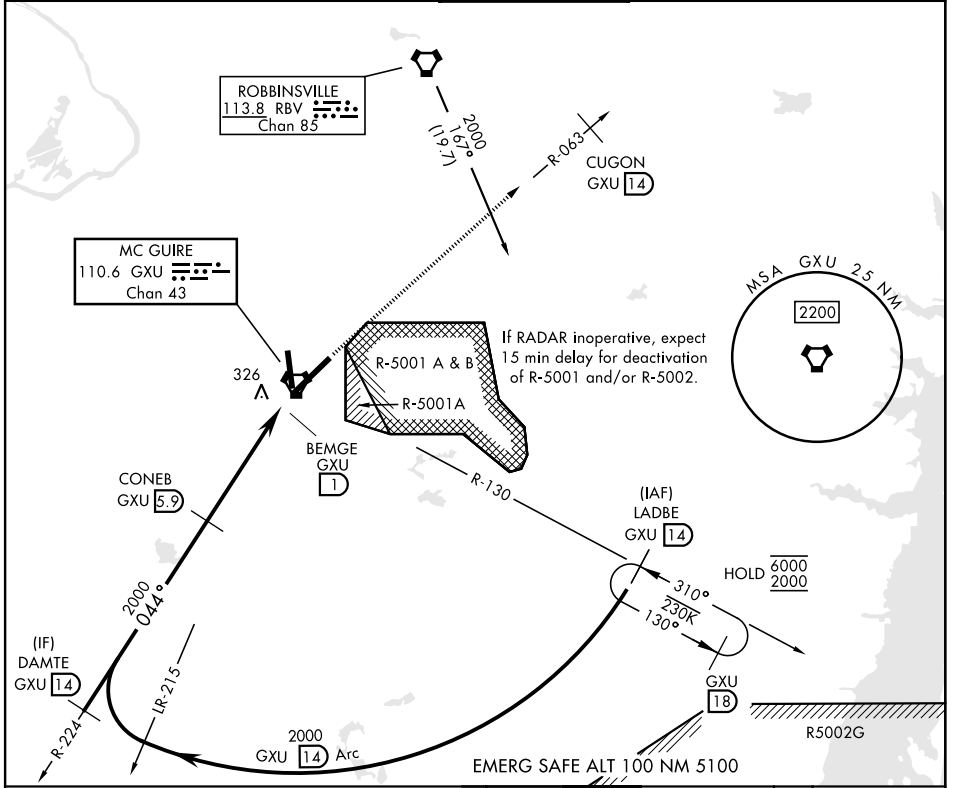 ROBBINSVILLE
113.8 RBV
Chan 85
2000
167°
(19.7)
R-063
CUGON
GXU 14
MC GUIRE
110.6 GXU
Chan 43
MSA GXU 25 NM
2200
If RADAR inoperative, expect
15 min delay for deactivation
of R-5001 and/or R-5002.
R-5001 A & B
R-5001A
326
BEMGE
GXU
1
R-130
CONEB
GXU 5.9
(IAF)
LADBE
GXU 14
HOLD 6000
2000
310°
230K
130°
2000
044°
(IF)
DAMTE
GXU 14
LR-215
R-224
GXU
18
R5002G
2000
GXU 14 Arc
EMERG SAFE ALT 100 NM 5100